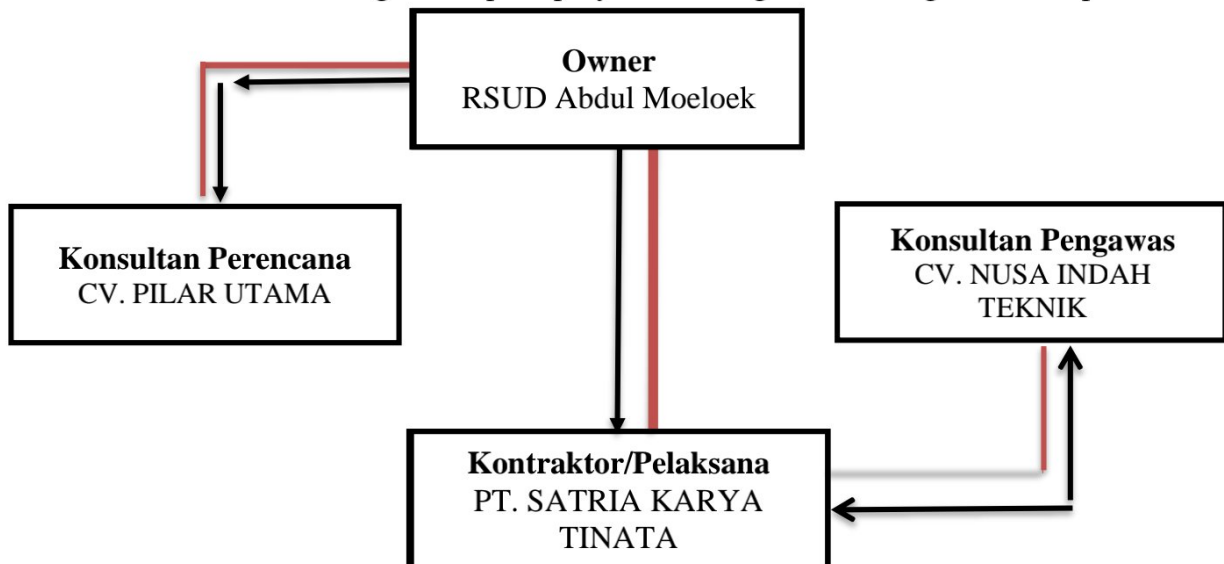 Owner
RSUD Abdul Moeloek
Konsultan Perencana
CV. PILAR UTAMA
Konsultan Pengawas
CV. NUSA INDAH
TEKNIK
Kontraktor/Pelaksana
PT. SATRIA KARYA
TINATA